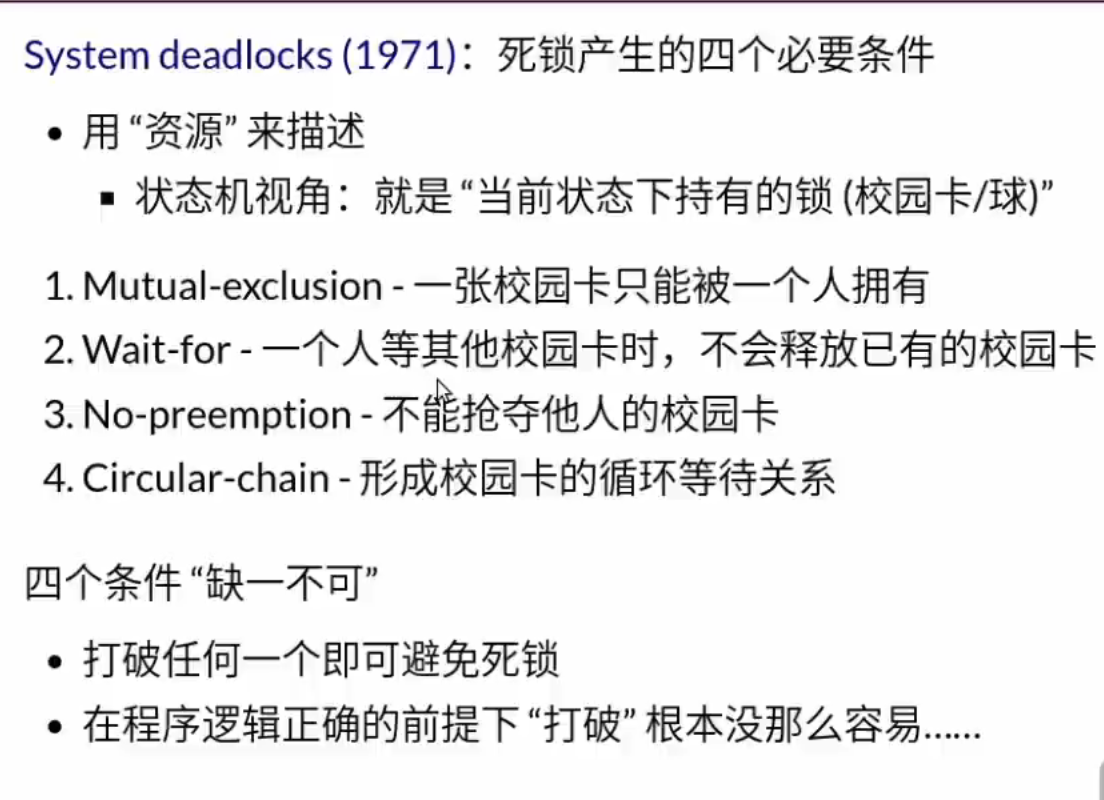 System deadlocks (1971)：死锁产生的四个必要条件
• 用 “资源” 来描述
▪ 状态机视角：就是 “当前状态下持有的锁 (校园卡/球)”
1. Mutual-exclusion - 一张校园卡只能被一个人拥有
2. Wait-for - 一个人等其他校园卡时，不会释放已有的校园卡
3. No-preemption - 不能抢夺他人的校园卡
4. Circular-chain - 形成校园卡的循环等待关系
四个条件 “缺一不可”
• 打破任何一个即可避免死锁
• 在程序逻辑正确的前提下 “打破” 根本没那么容易……